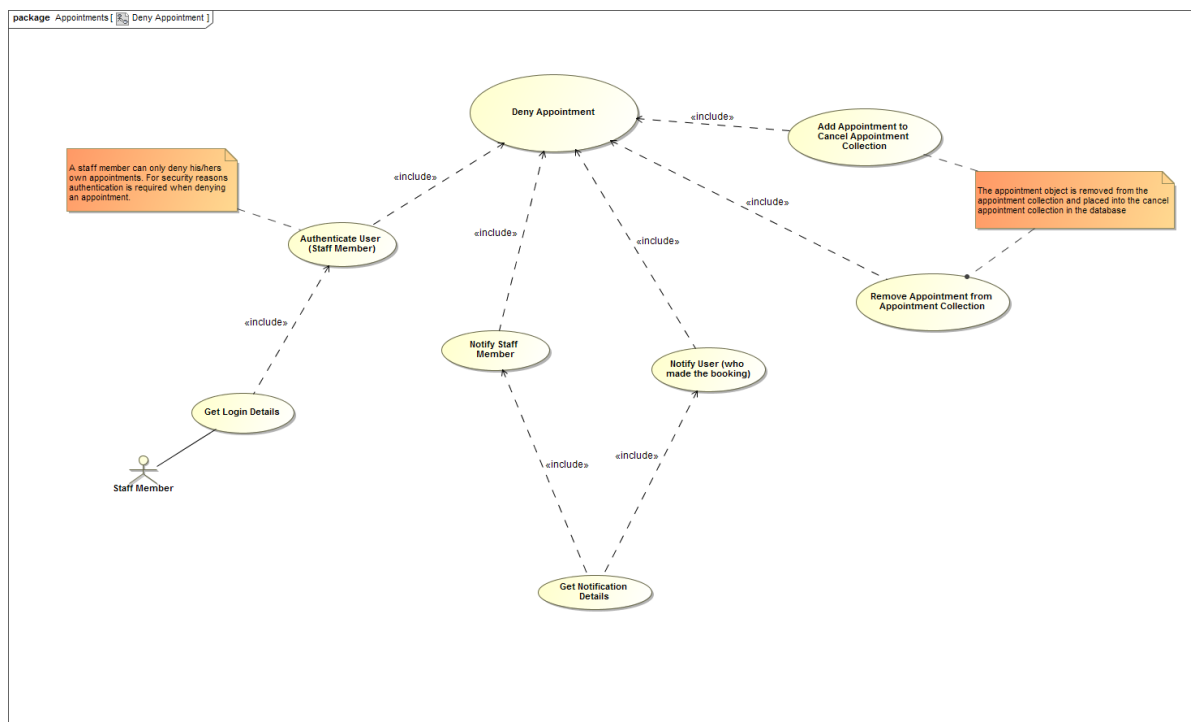 package Appointments [ Deny Appointment ]
Deny Appointment
«include»
Add Appointment to
Cancel Appointment
Collection
A staff member can only deny his/hers
own appointments. For security reasons
authentication is required when denying
an appointment.
«include»
The appointment object is removed from the
appointment collection and placed into the cancel
appointment collection in the database
«include»
Authenticate User
(Staff Member)
«include»
«include»
«include»
Remove Appointment from
Appointment Collection
«include»
Notify Staff
Member
Notify User (who
made the booking)
Get Login Details
Staff Member
«include»
«include»
Get Notification
Details